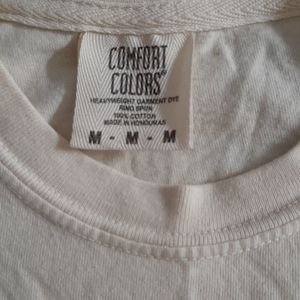 COMFORT
COLORS®
HEAVYWEIGHT GARMENT DYE
RING SPUN
100% COTTON
MADE IN HONDURAS
M - M - M